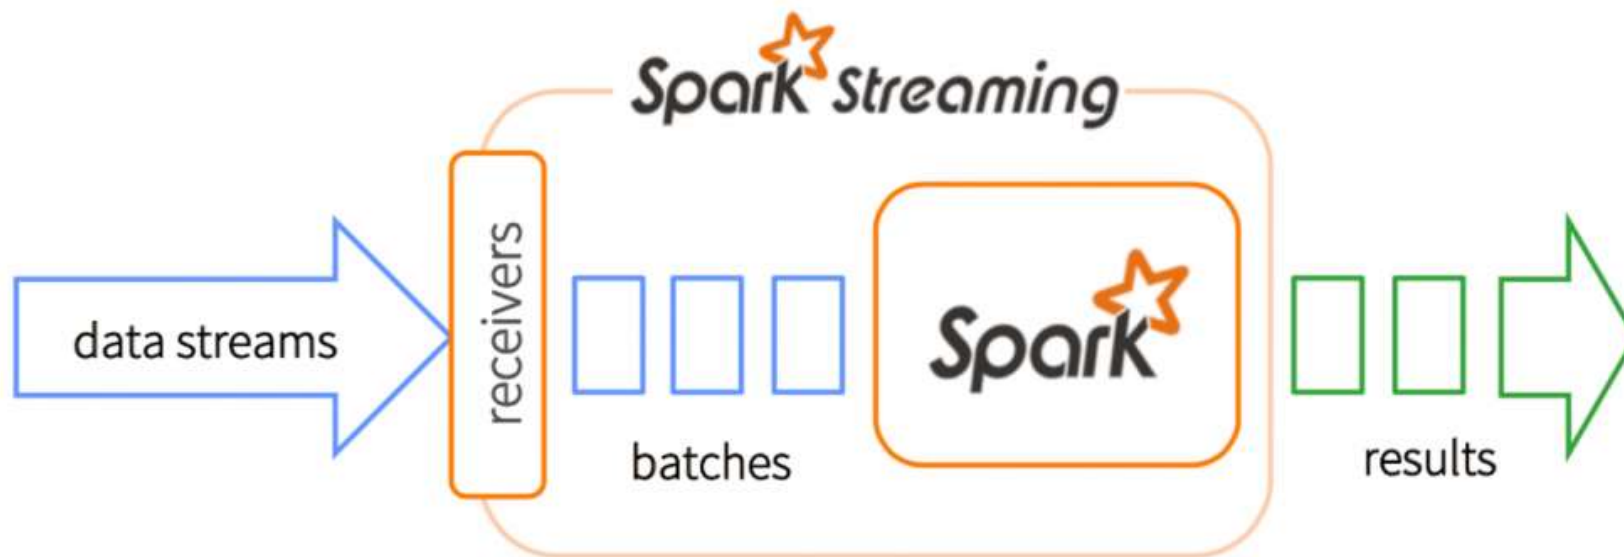 Spark Streaming
data streams
receivers
batches
Spark
results